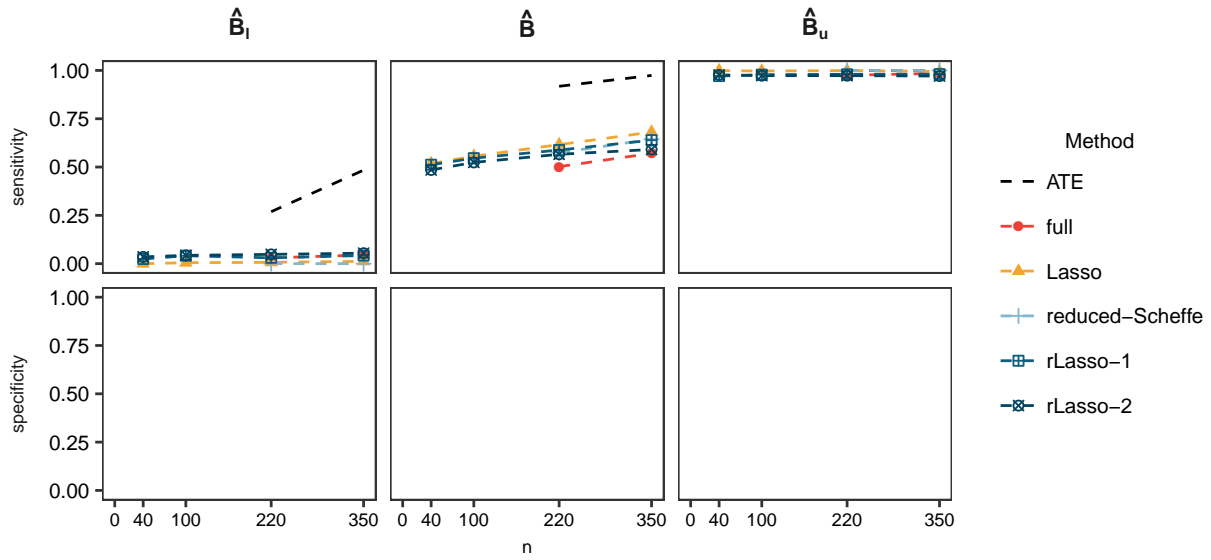 B̂l B̂ B̂u
sensitivity
1.00
0.75
0.50
0.25
0.00
specificity
1.00
0.75
0.50
0.25
0.00
0 40 100 220 350
0 40 100 220 350
0 40 100 220 350
n
Method
ATE
full
Lasso
reduced−Scheffe
rLasso−1
rLasso−2